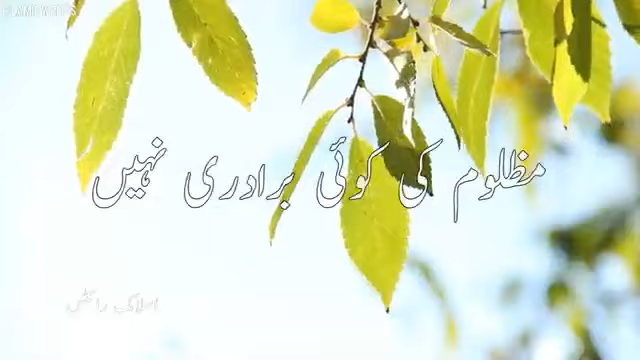 مظلوم کی کوئی برادری نہیں
اسلامک رائٹس